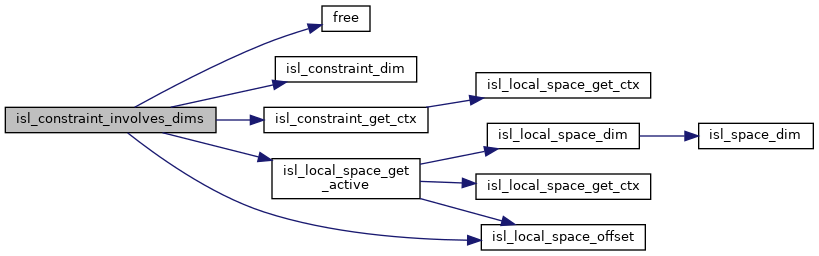 free
isl_constraint_dim
isl_local_space_get_ctx
isl_constraint_involves_dims
isl_constraint_get_ctx
isl_local_space_dim
isl_space_dim
isl_local_space_get
_active
isl_local_space_get_ctx
isl_local_space_offset